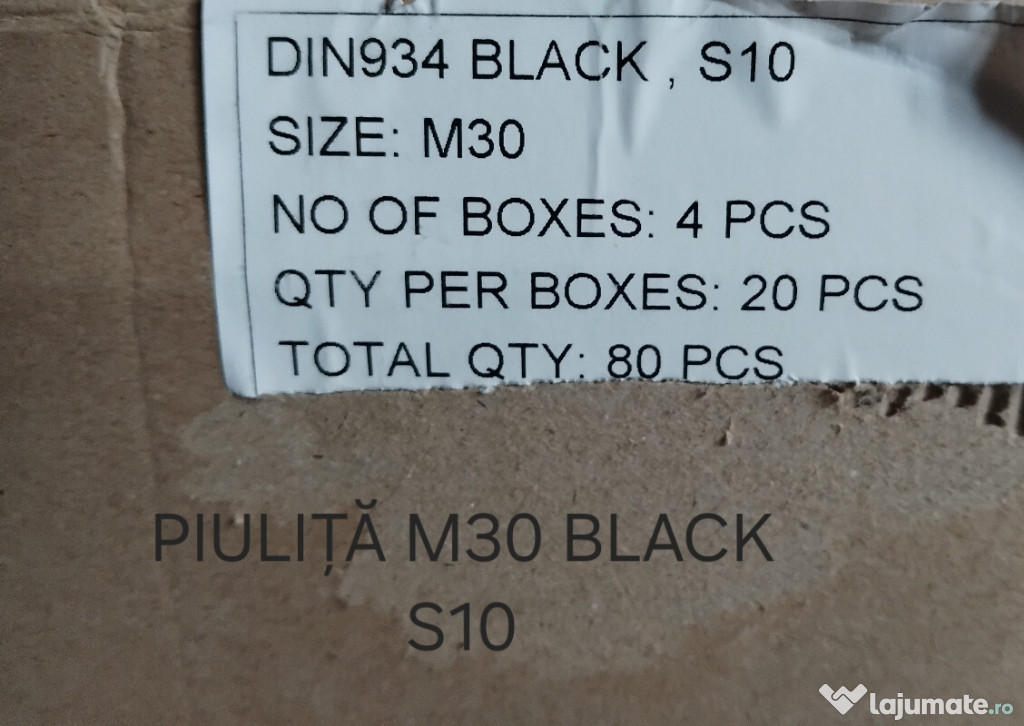 DIN934 BLACK , S10
SIZE: M30
NO OF BOXES: 4 PCS
QTY PER BOXES: 20 PCS
TOTAL QTY: 80 PCS
PIULIȚĂ M30 BLACK
S10
lajumate.ro